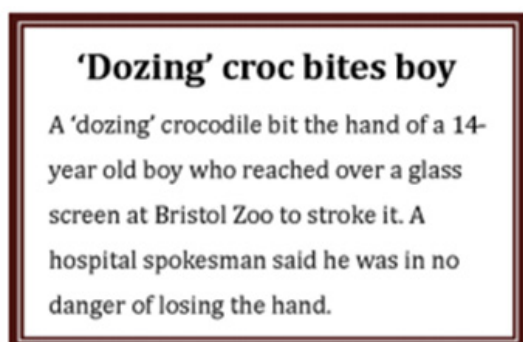 ‘Dozing’ croc bites boy
A ‘dozing’ crocodile bit the hand of a 14-
year old boy who reached over a glass
screen at Bristol Zoo to stroke it. A
hospital spokesman said he was in no
danger of losing the hand.